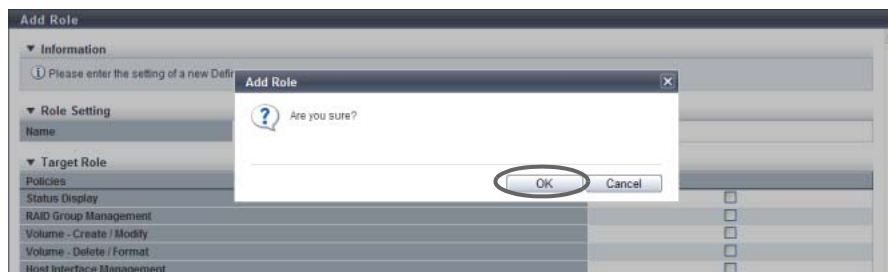 Add Role
▼ Information
Please enter the setting of a new Defin
Add Role
Are you sure?
OK Cancel
▼ Role Setting
Name
▼ Target Role
Policies
Status Display
RAID Group Management
Volume - Create / Modify
Volume - Delete / Format
Host Interface Management